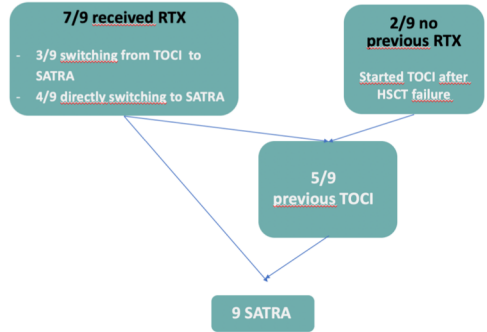 7/9 received RTX
- 3/9 switching from TOCI to
SATRA
- 4/9 directly switching to SATRA
2/9 no
previous RTX
Started TOCI after
HSCT failure
5/9
previous TOCI
9 SATRA